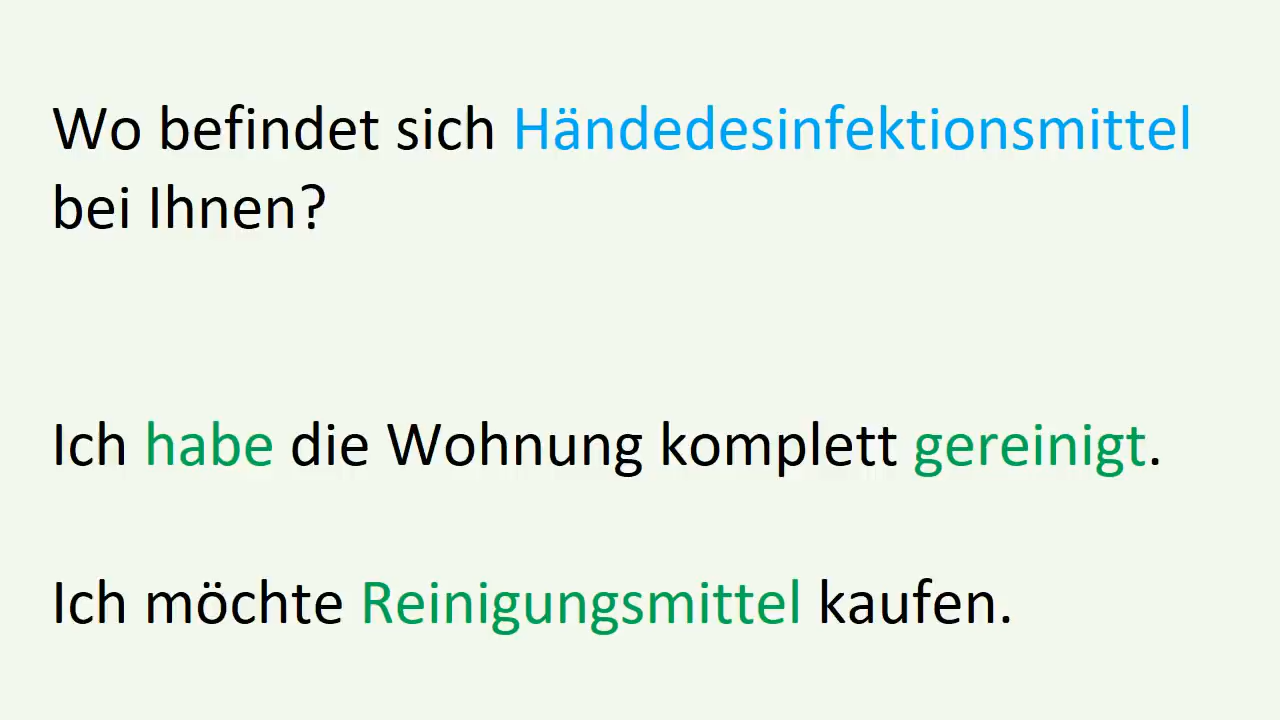 Wo befindet sich Händedesinfektionsmittel
bei Ihnen?
Ich habe die Wohnung komplett gereinigt.
Ich möchte Reinigungsmittel kaufen.